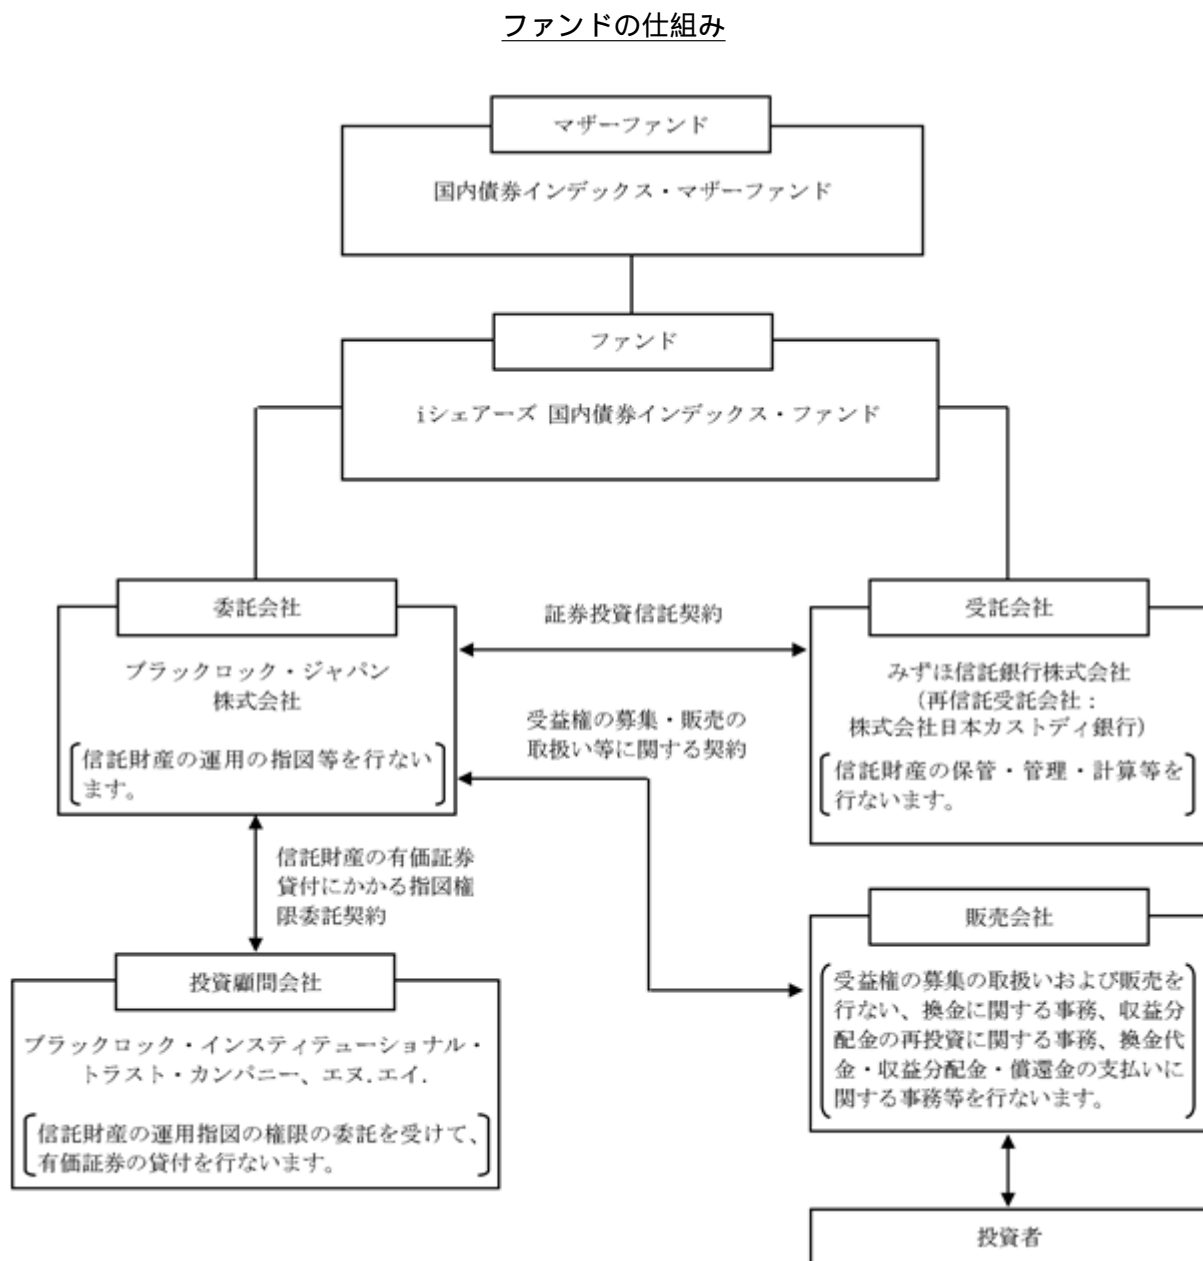 ファンドの仕組み
マザーファンド
国内債券インデックス・マザーファンド
ファンド
iシェアーズ 国内債券インデックス・ファンド
委託会社
ブラックロック・ジャパン
株式会社
信託財産の運用の指図等を行ない
ます。
証券投資信託契約
受益権の募集・販売の
取扱い等に関する契約
受託会社
みずほ信託銀行株式会社
(再信託受託会社：
株式会社日本カストディ銀行)
信託財産の保管・管理・計算等を
行ないます。
信託財産の有価証券
貸付にかかる指図権
限委託契約
投資顧問会社
ブラックロック・インスティテューショナル・
トラスト・カンパニー、エヌ.エイ.
信託財産の運用指図の権限の委託を受けて、
有価証券の貸付を行ないます。
販売会社
受益権の募集の取扱いおよび販売を
行ない、換金に関する事務、収益分
配金の再投資に関する事務、換金代
金・収益分配金・償還金の支払いに
関する事務等を行ないます。
投資者